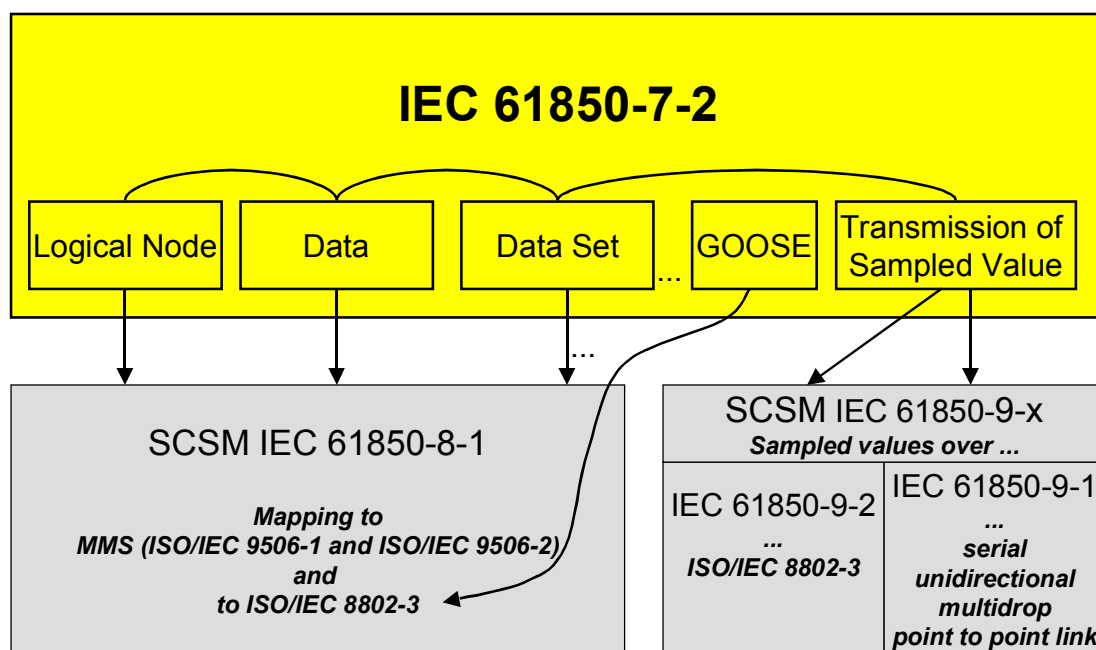 IEC 61850-7-2
Logical Node
Data
Data Set
...
GOOSE
Transmission of
Sampled Value
...
SCSM IEC 61850-8-1
Mapping to
MMS (ISO/IEC 9506-1 and ISO/IEC 9506-2)
and
to ISO/IEC 8802-3
SCSM IEC 61850-9-x
Sampled values over ...
IEC 61850-9-2
...
ISO/IEC 8802-3
IEC 61850-9-1
...
serial
unidirectional
multidrop
point to point link